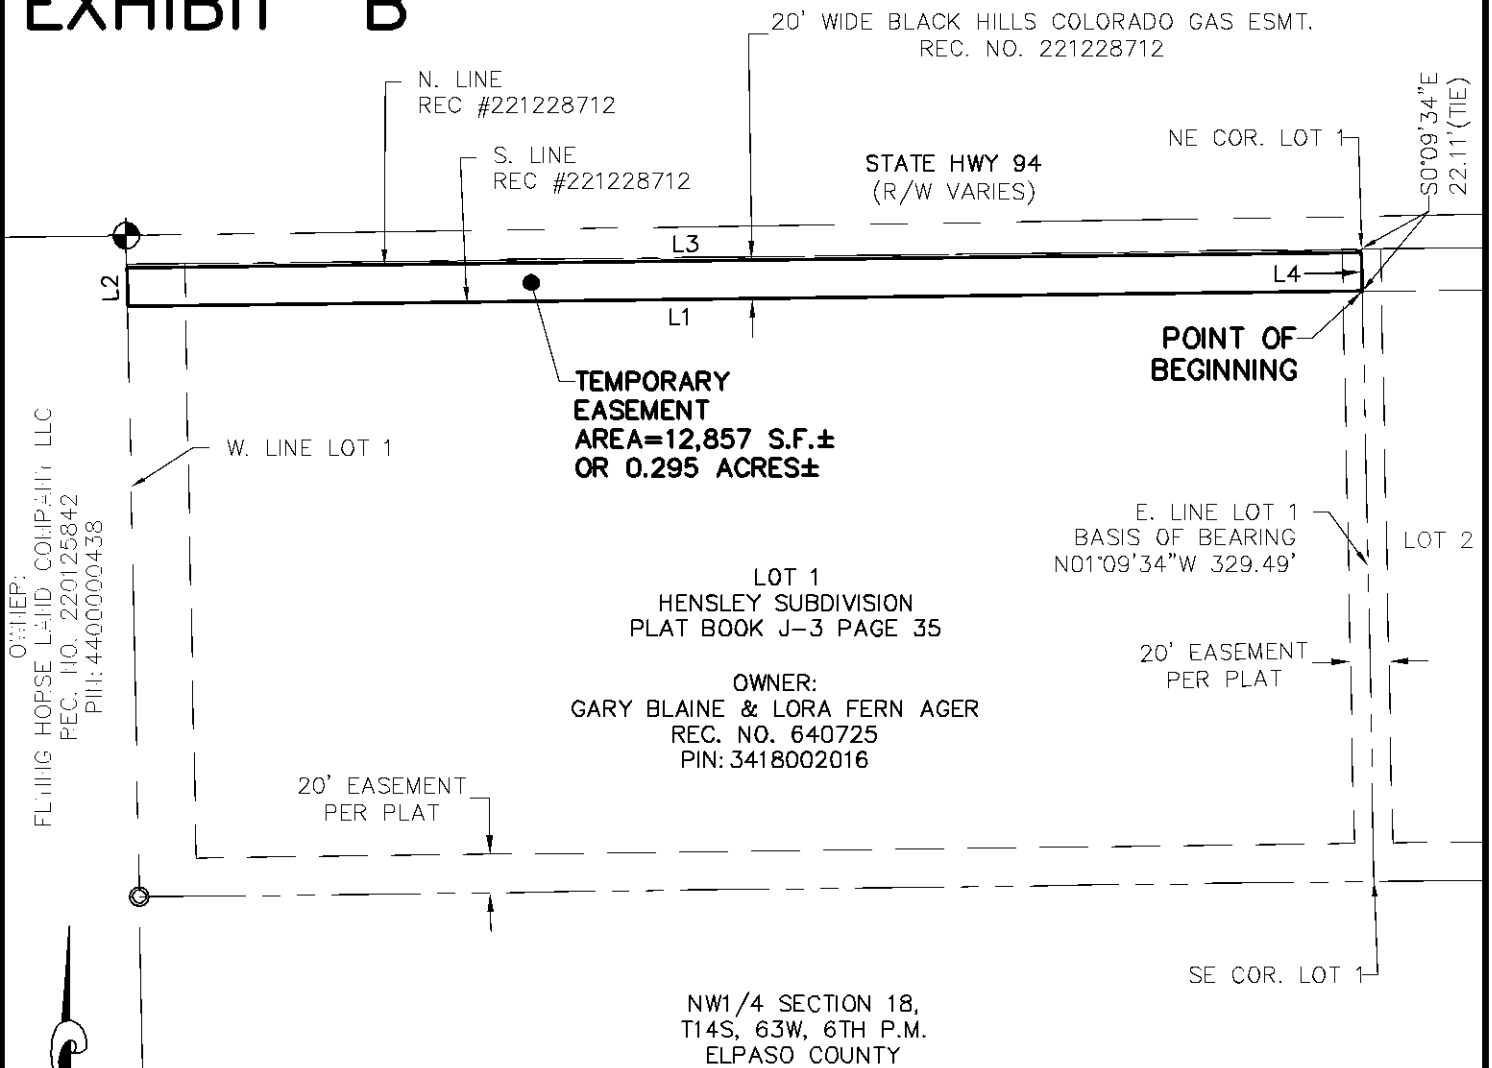 EXHIBIT B
20' WIDE BLACK HILLS COLORADO GAS ESMT.
REC. NO. 221228712
N. LINE
REC #221228712
S. LINE
REC #221228712
STATE HWY 94
(R/W VARIES)
NE COR. LOT 1
S0°09'34"E
22.11'(TIE)
L3
L2
L4
L1
POINT OF
BEGINNING
TEMPORARY
EASEMENT
AREA=12,857 S.F.±
OR 0.295 ACRES±
W. LINE LOT 1
OWNER:
FLYING HORSE LAND COMPANY LLC
REC. NO. 220125842
PIN: 4400000438
E. LINE LOT 1
BASIS OF BEARING
N01°09'34"W 329.49'
LOT 2
LOT 1
HENSLEY SUBDIVISION
PLAT BOOK J-3 PAGE 35
20' EASEMENT
PER PLAT
OWNER:
GARY BLAINE & LORA FERN AGER
REC. NO. 640725
PIN: 3418002016
20' EASEMENT
PER PLAT
SE COR. LOT 1
NW1/4 SECTION 18,
T14S, 63W, 6TH P.M.
ELPASO COUNTY